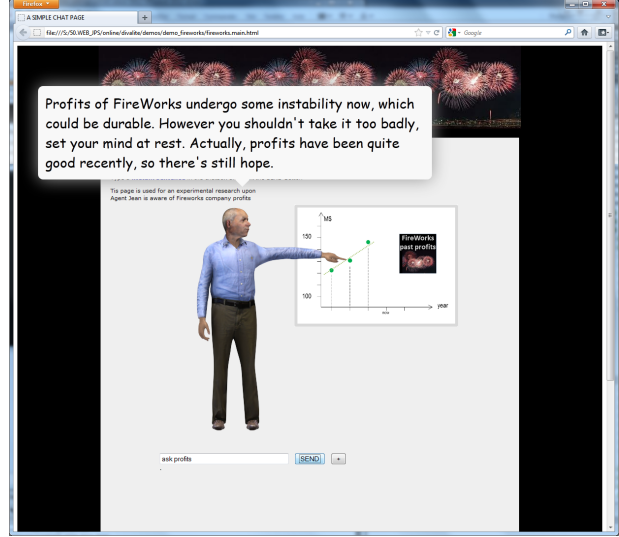 Firefox
A SIMPLE CHAT PAGE
+
file:///S:/50.WEB_JPS/online/divalite/demos/demo_fireworks/fireworks.main.html
Google
Profits of FireWorks undergo some instability now, which
could be durable. However you shouldn't take it too badly,
set your mind at rest. Actually, profits have been quite
good recently, so there's still hope.
Tis page is used for an experimental research upon
Agent Jean is aware of Fireworks company profits
M$
150
FireWorks
past profits
100
year
ask profits
SEND
+